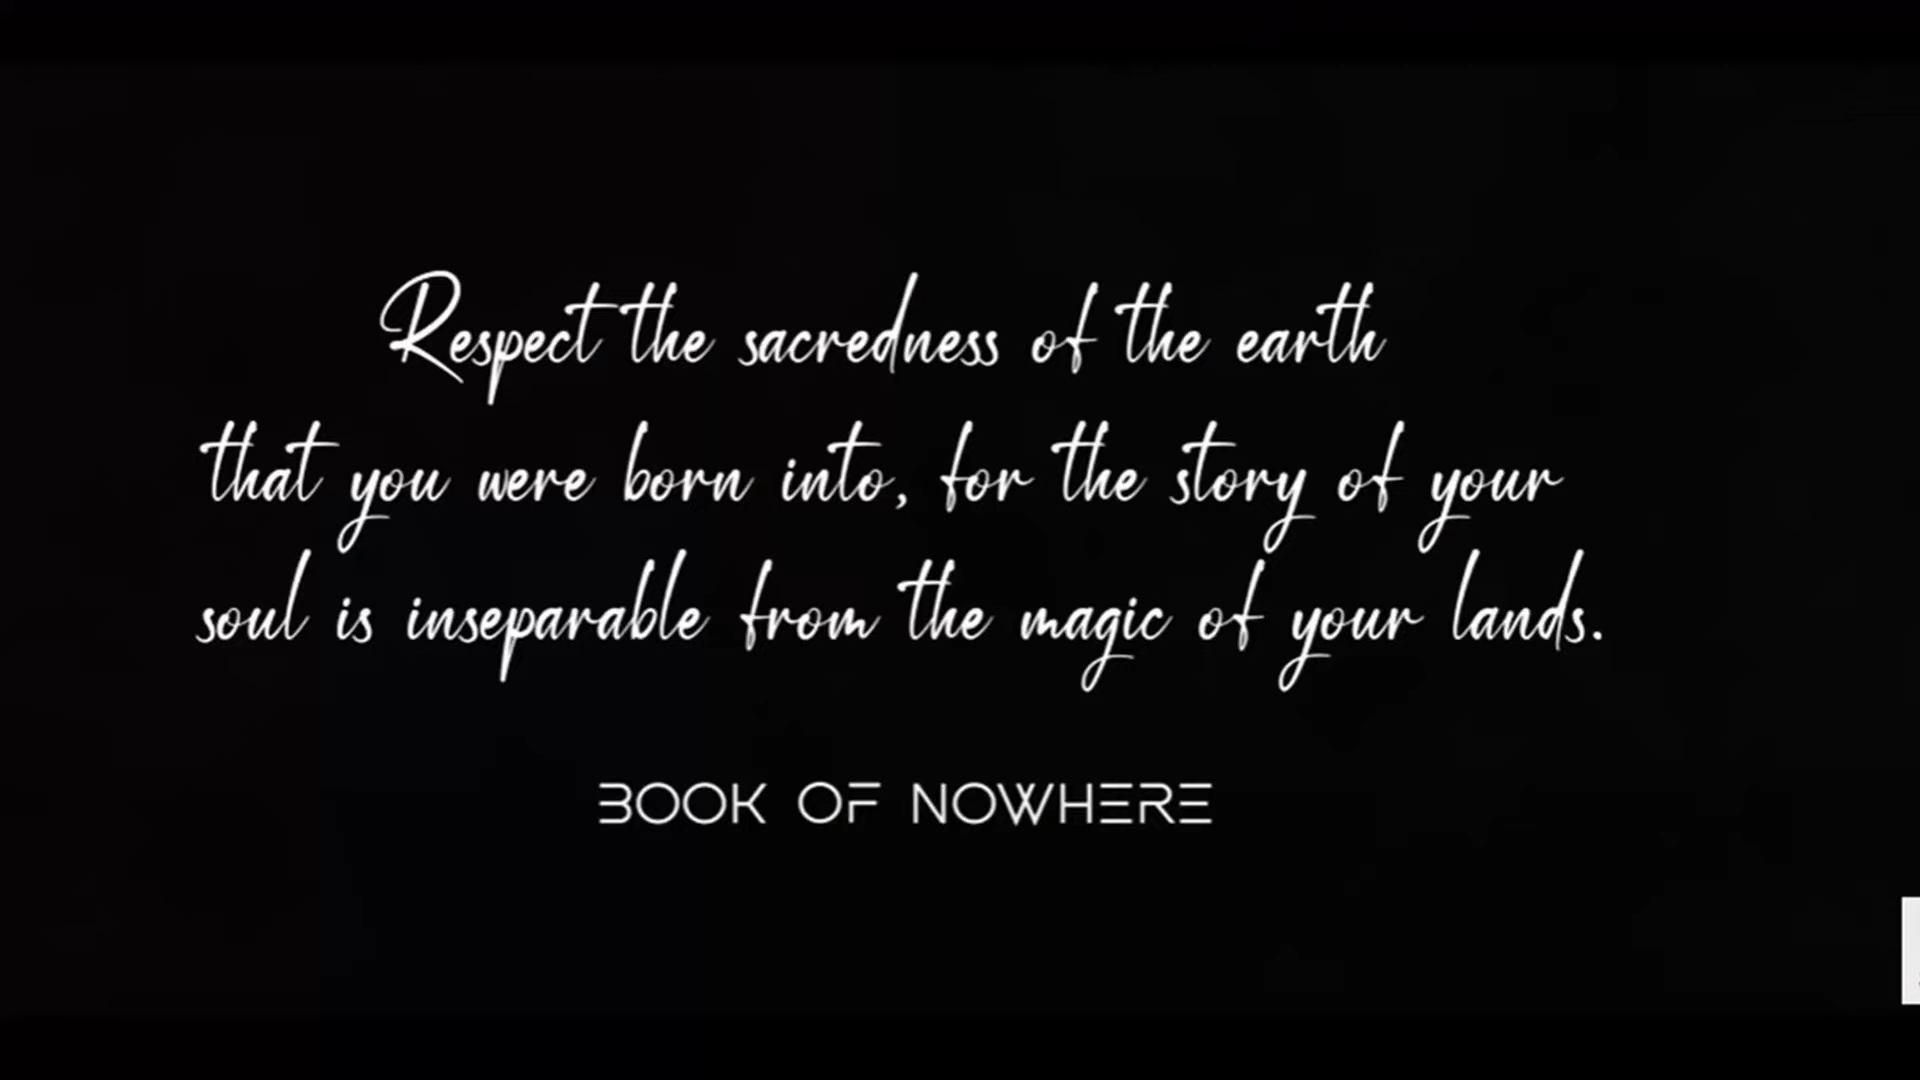 Respect the sacredness of the earth
that you were born into, for the story of your
soul is inseparable from the magic of your lands.
BOOK OF NOWHERE